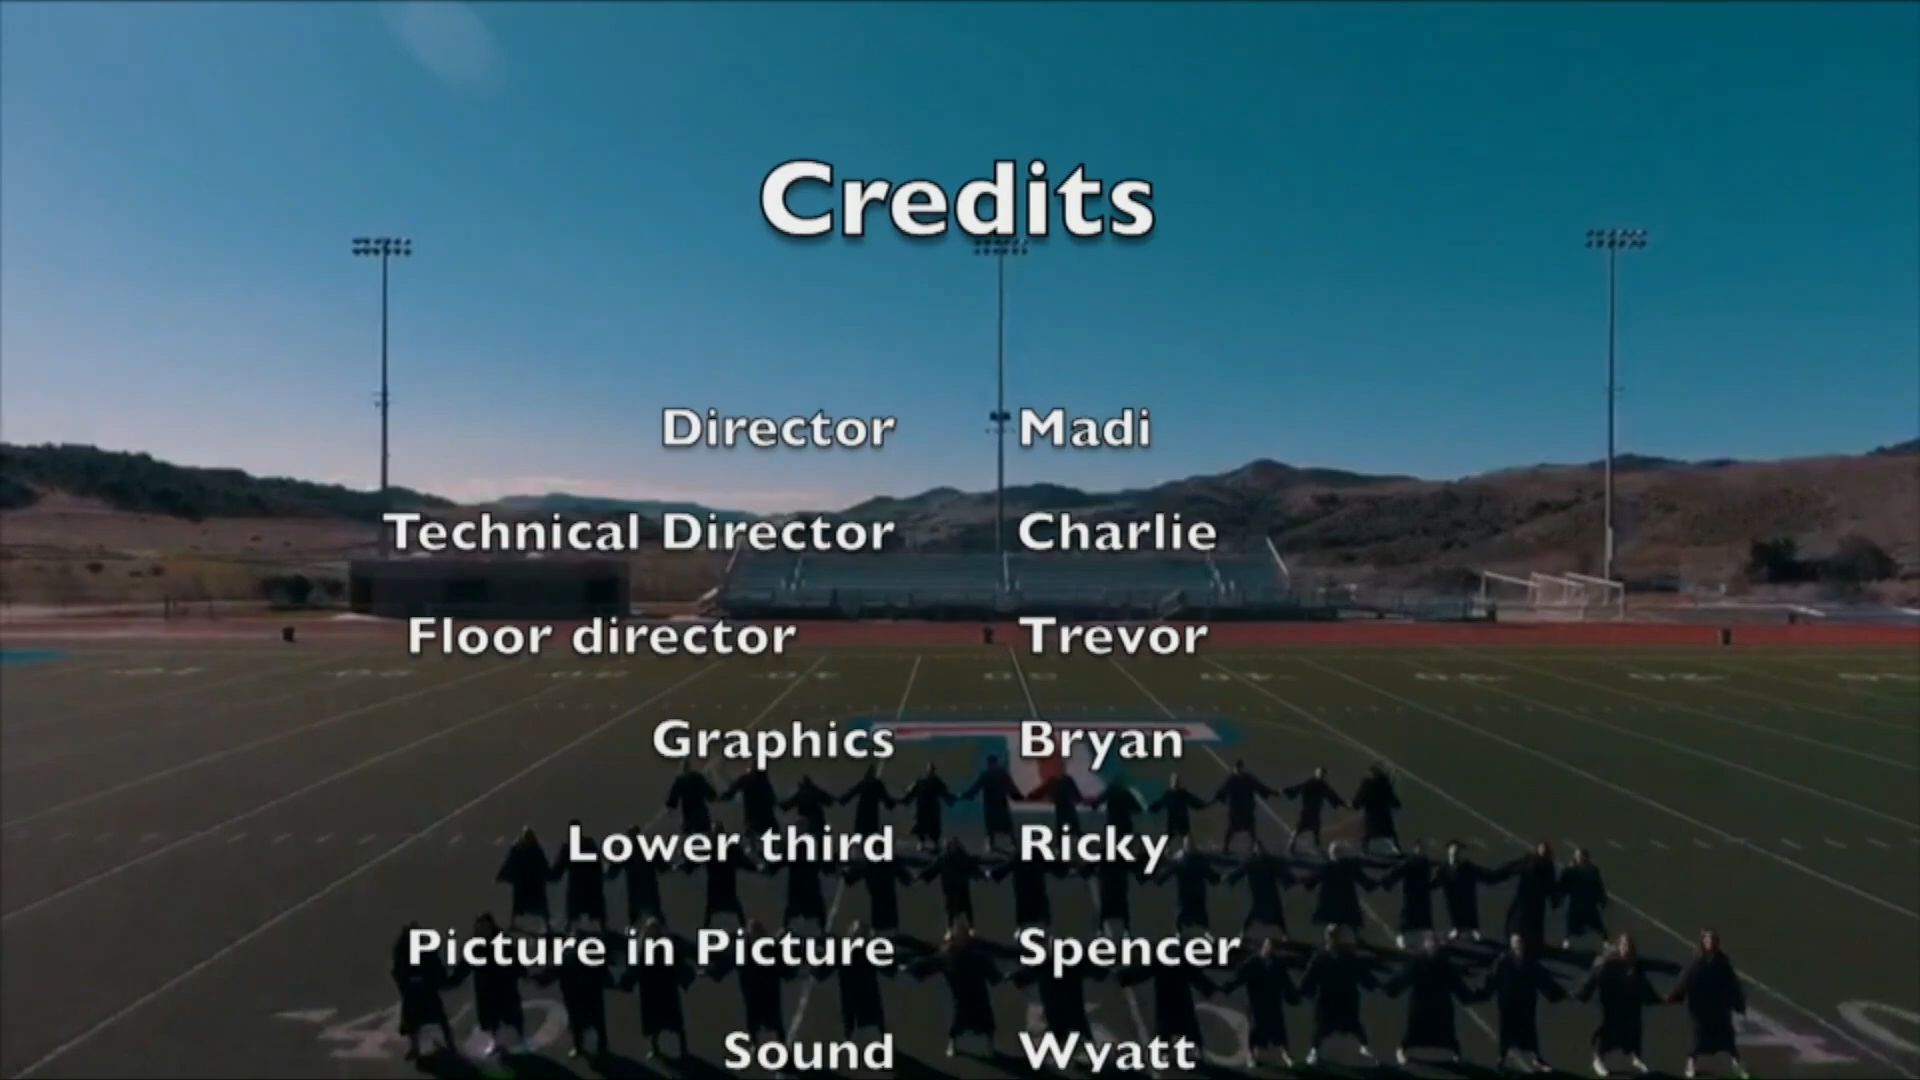 Credits
Director Madi
Technical Director Charlie
Floor director Trevor
Graphics Bryan
Lower third Ricky
Picture in Picture Spencer
Sound Wyatt